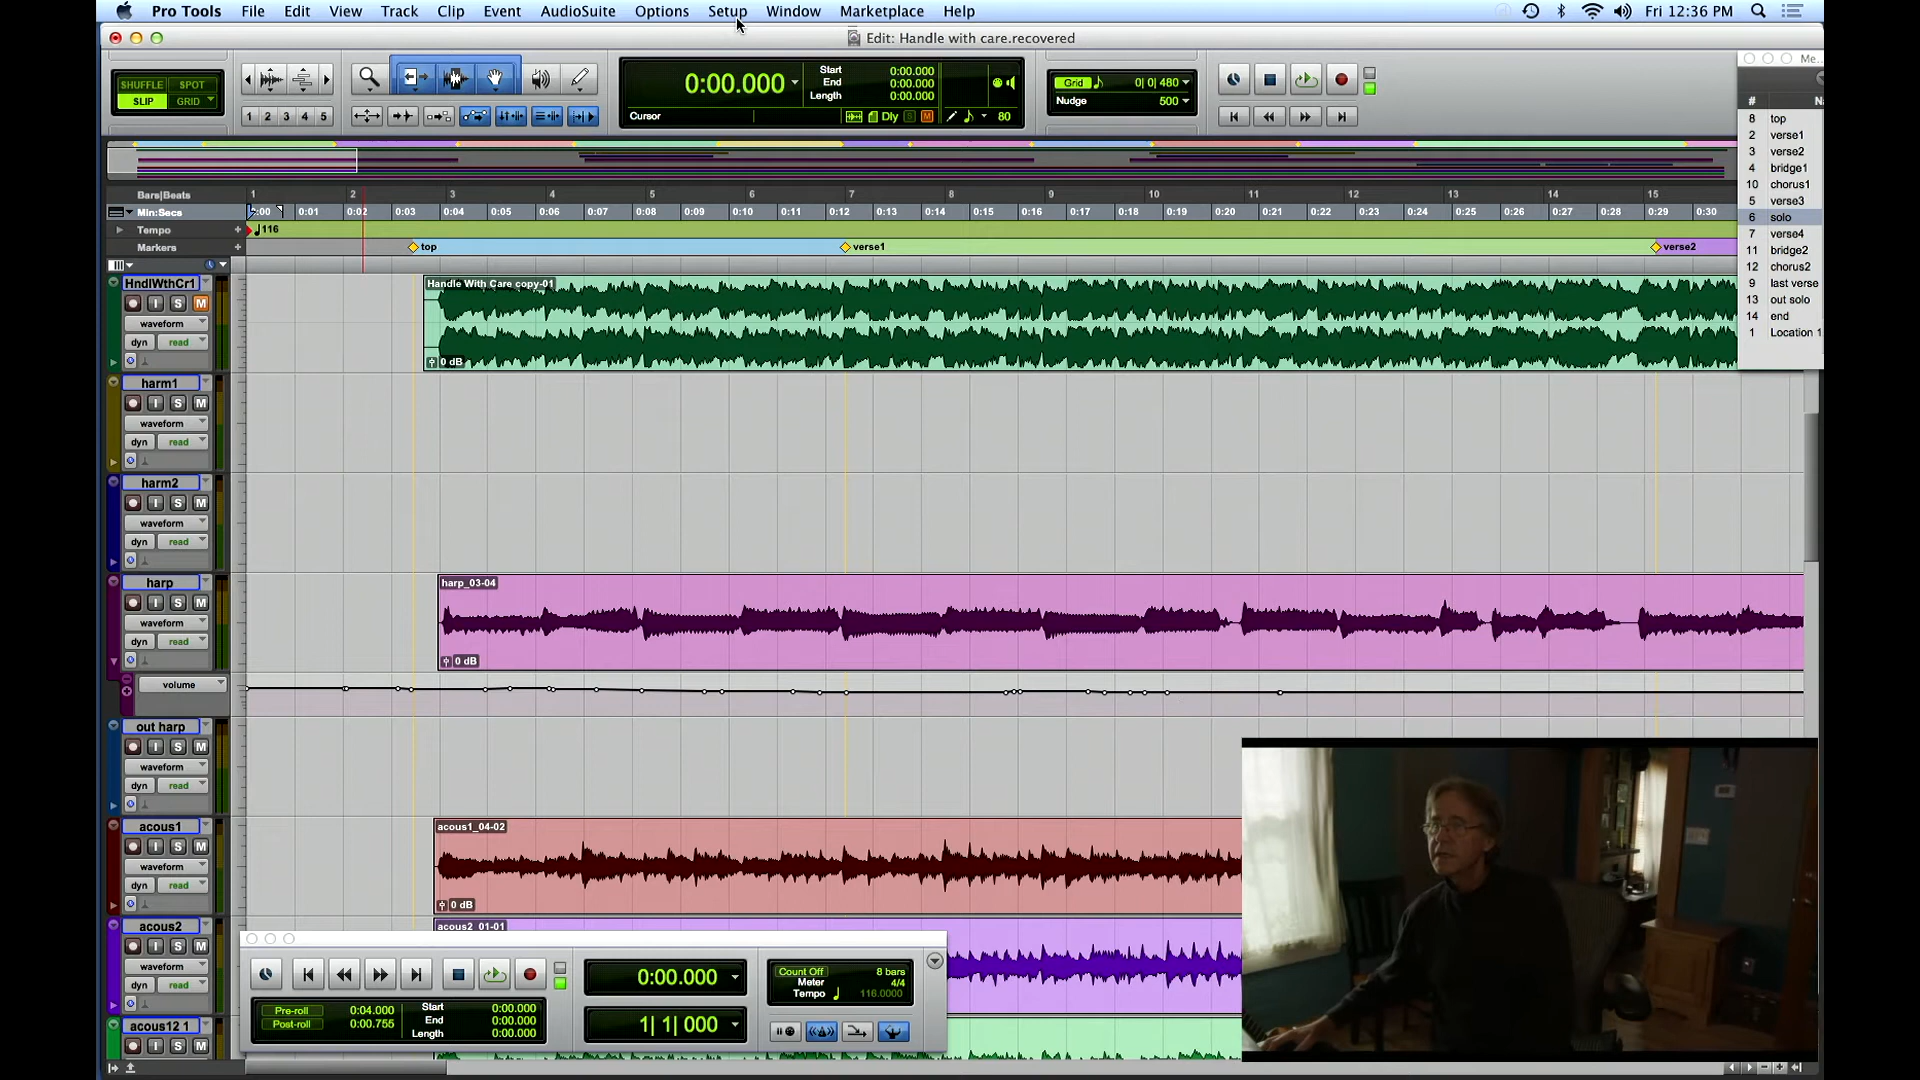 Pro Tools File Edit View Track Clip Event AudioSuite Options Setup Window Marketplace Help Fri 12:36 PM
Edit: Handle with care.recovered
SHUFFLE SPOT
SLIP GRID
1 2 3 4 5
0:00.000
Start 0:00.000
End 0:00.000
Length 0:00.000
Cursor
Dly S M
80
Grid 0| 0| 480
Nudge 500
Me...
# Na
8 top
2 verse1
3 verse2
4 bridge1
10 chorus1
5 verse3
6 solo
7 verse4
11 bridge2
12 chorus2
9 last verse
13 out solo
14 end
1 Location 1
Bars|Beats 1 2 3 4 5 6 7 8 9 10 11 12 13 14 15
Min:Secs 0:00 0:01 0:02 0:03 0:04 0:05 0:06 0:07 0:08 0:09 0:10 0:11 0:12 0:13 0:14 0:15 0:16 0:17 0:18 0:19 0:20 0:21 0:22 0:23 0:24 0:25 0:26 0:27 0:28 0:29 0:30
Tempo 116
Markers top verse1 verse2
HndlWthCr1
I S M
waveform
dyn read
Handle With Care copy-01
0 dB
harm1
I S M
waveform
dyn read
harm2
I S M
waveform
dyn read
harp
I S M
waveform
dyn read
harp_03-04
0 dB
volume
out harp
I S M
waveform
dyn read
acous1
I S M
waveform
dyn read
acous1_04-02
0 dB
acous2
I S M
waveform
dyn read
acous2_01-01
acous12 1
I S M
Pre-roll 0:04.000
Post-roll 0:00.755
Start 0:00.000
End 0:00.000
Length 0:00.000
0:00.000
1| 1| 000
Count Off 8 bars
Meter 4/4
Tempo 116.0000